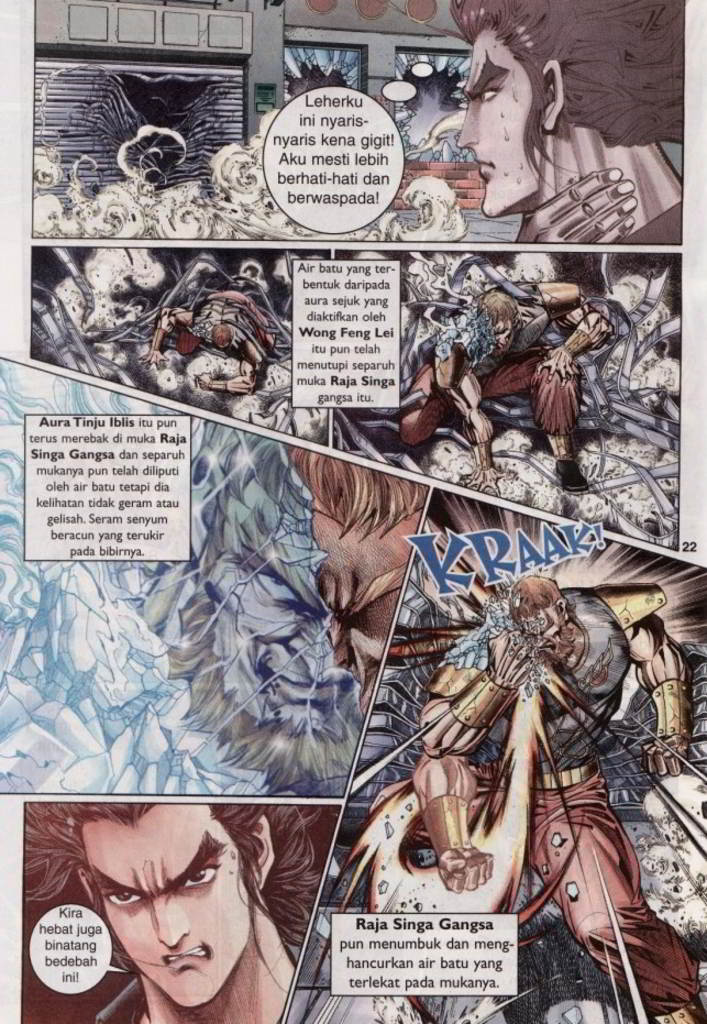 Leherku
ini nyaris-
nyaris kena gigit!
Aku mesti lebih
berhati-hati dan
berwaspada!
Air batu yang ter-
bentuk daripada
aura sejuk yang
diaktifkan oleh
Wong Feng Lei
itu pun telah
menutupi separuh
muka Raja Singa
gangsa itu.
Aura Tinju Iblis itu pun
terus merebak di muka Raja
Singa Gangsa dan separuh
mukanya pun telah diliputi
oleh air batu tetapi dia
kelihatan tidak geram atau
gelisah. Seram senyum
beracun yang terukir
pada bibirnya.
22
KRAAK!
Kira
hebat juga
binatang
bedebah
ini!
Raja Singa Gangsa
pun menumbuk dan meng-
hancurkan air batu yang
terlekat pada mukanya.